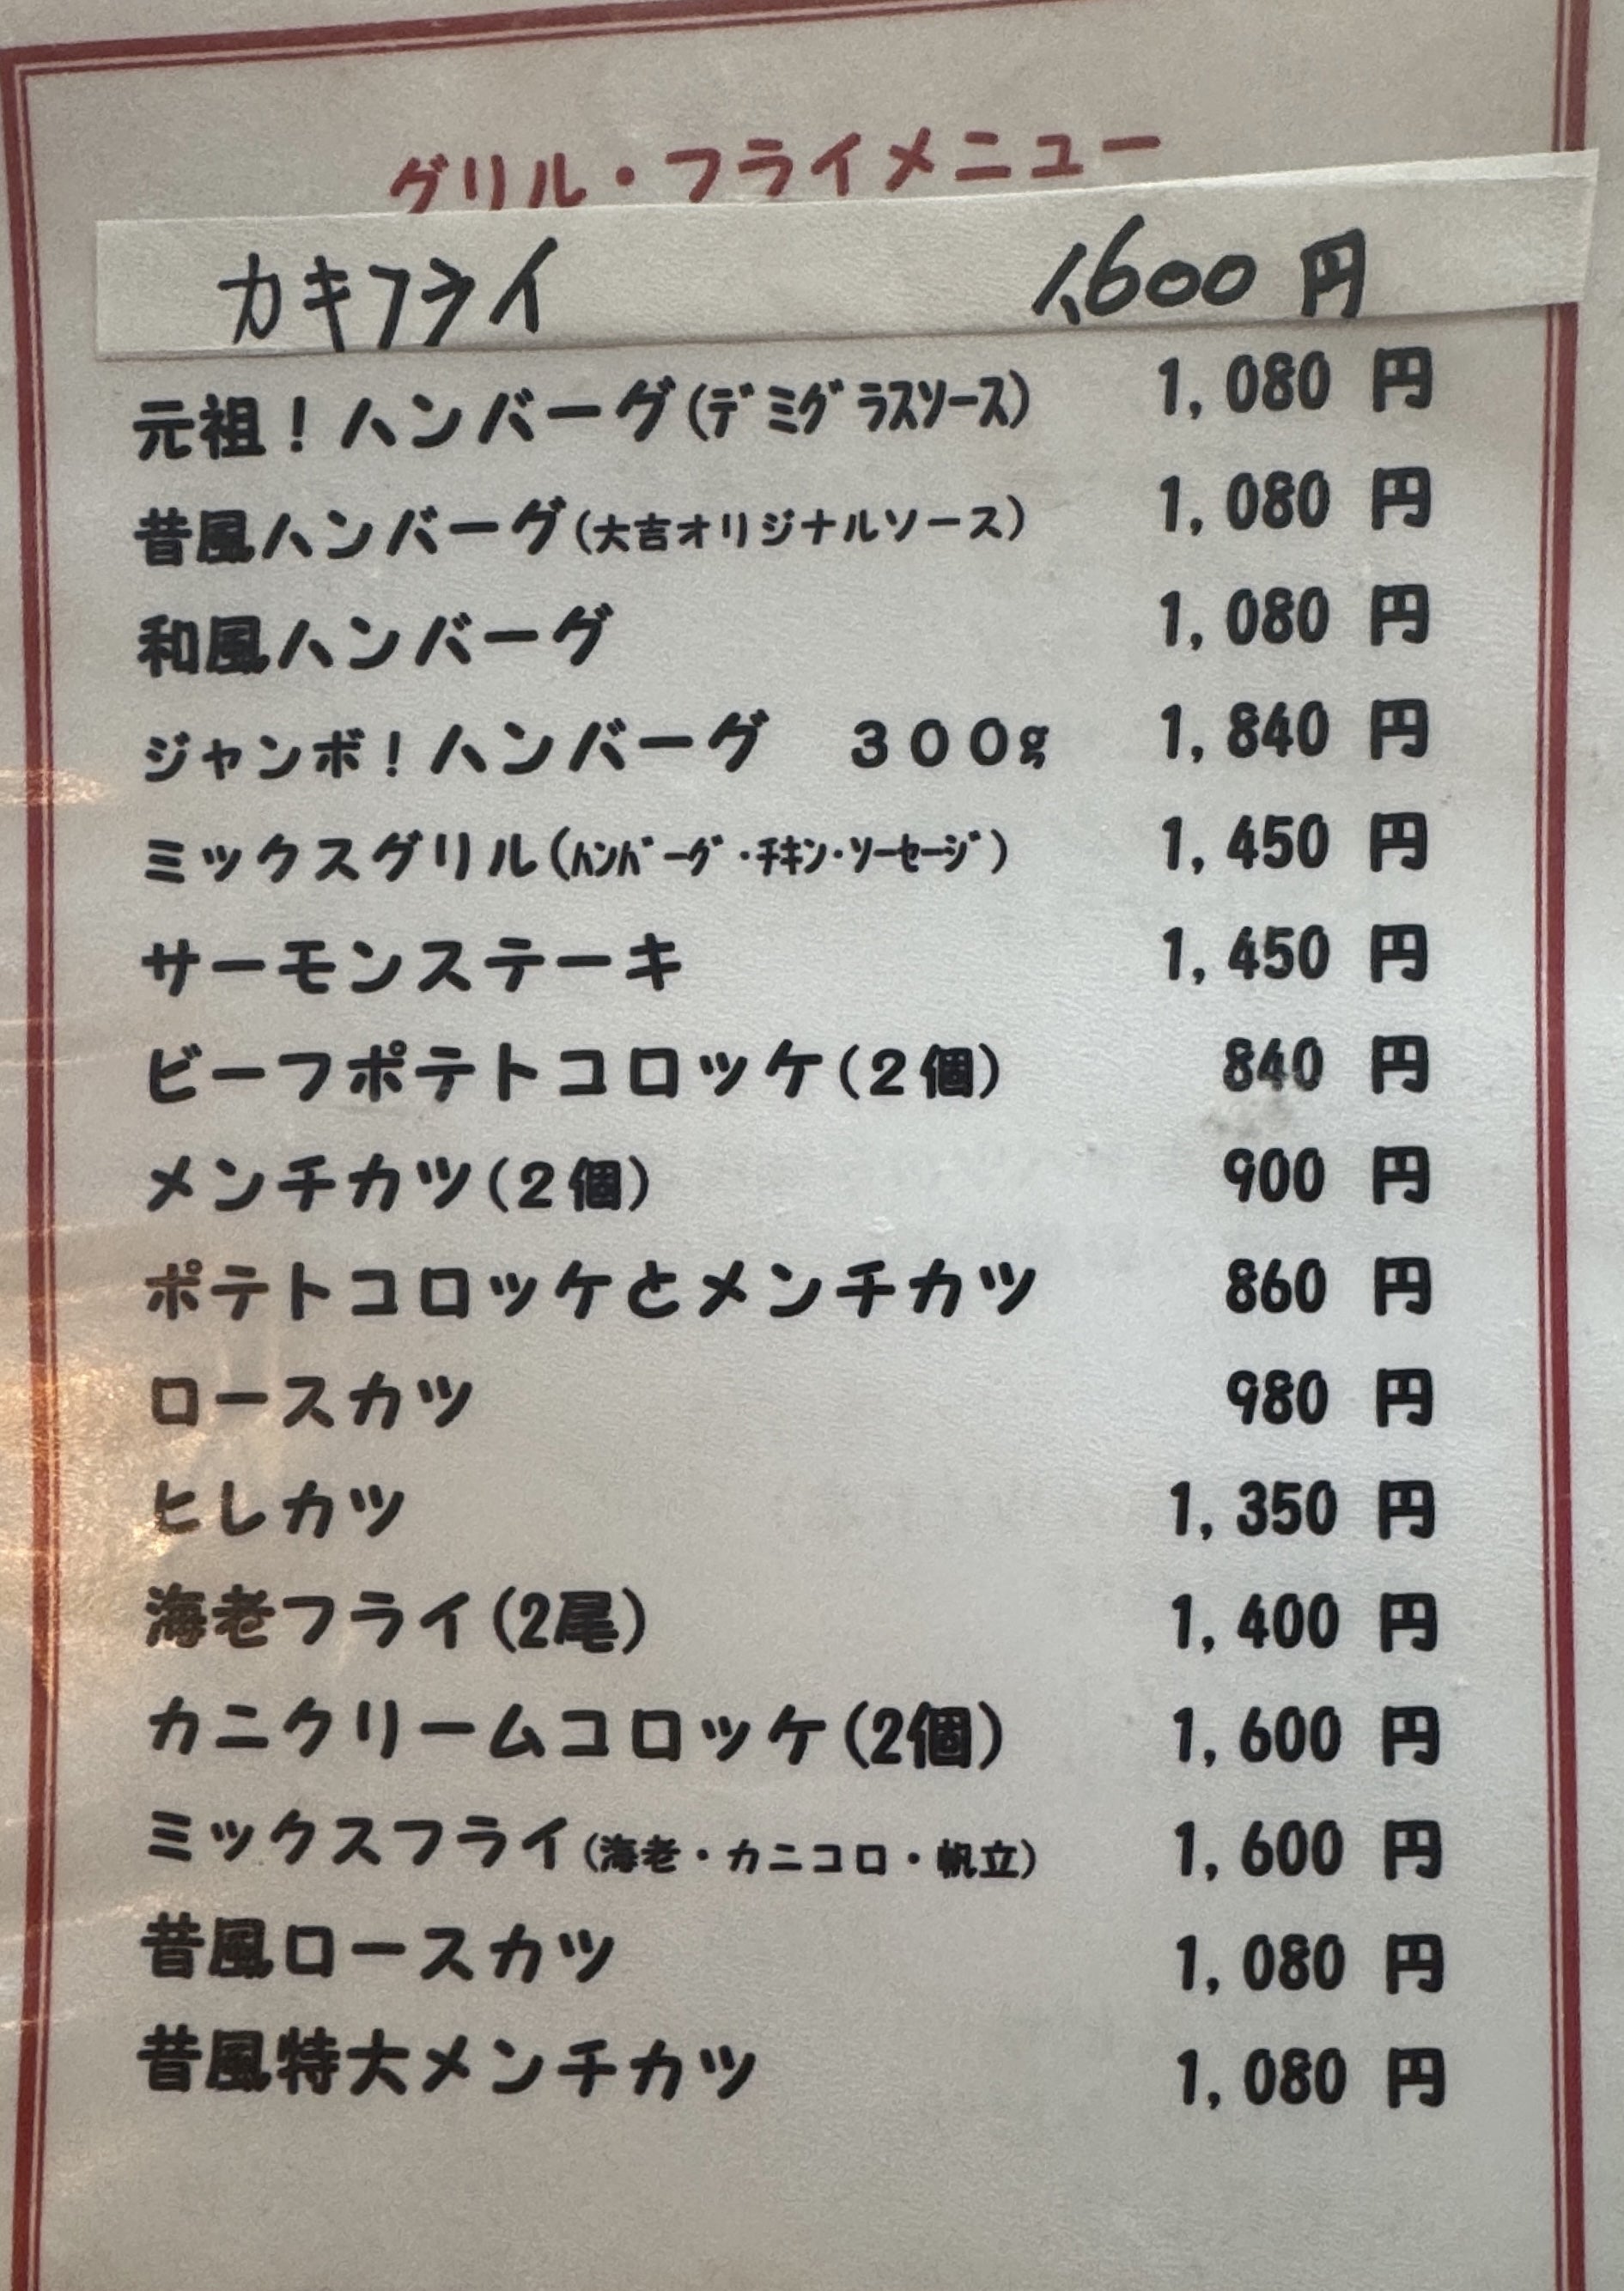 グリル・フライメニュー
カキフライ 1,600 円
元祖！ハンバーグ(ﾃﾞﾐｸﾞﾗｽｿｰｽ) 1,080 円
昔風ハンバーグ(大吉オリジナルソース) 1,080 円
和風ハンバーグ 1,080 円
ジャンボ！ハンバーグ　３００g 1,840 円
ミックスグリル(ﾊﾝﾊﾞｰｸﾞ・ﾁｷﾝ・ｿｰｾｰｼﾞ) 1,450 円
サーモンステーキ 1,450 円
ビーフポテトコロッケ(２個) 840 円
メンチカツ(２個) 900 円
ポテトコロッケとメンチカツ 860 円
ロースカツ 980 円
ヒレカツ 1,350 円
海老フライ(2尾) 1,400 円
カニクリームコロッケ(2個) 1,600 円
ミックスフライ(海老・カニコロ・帆立) 1,600 円
昔風ロースカツ 1,080 円
昔風特大メンチカツ 1,080 円